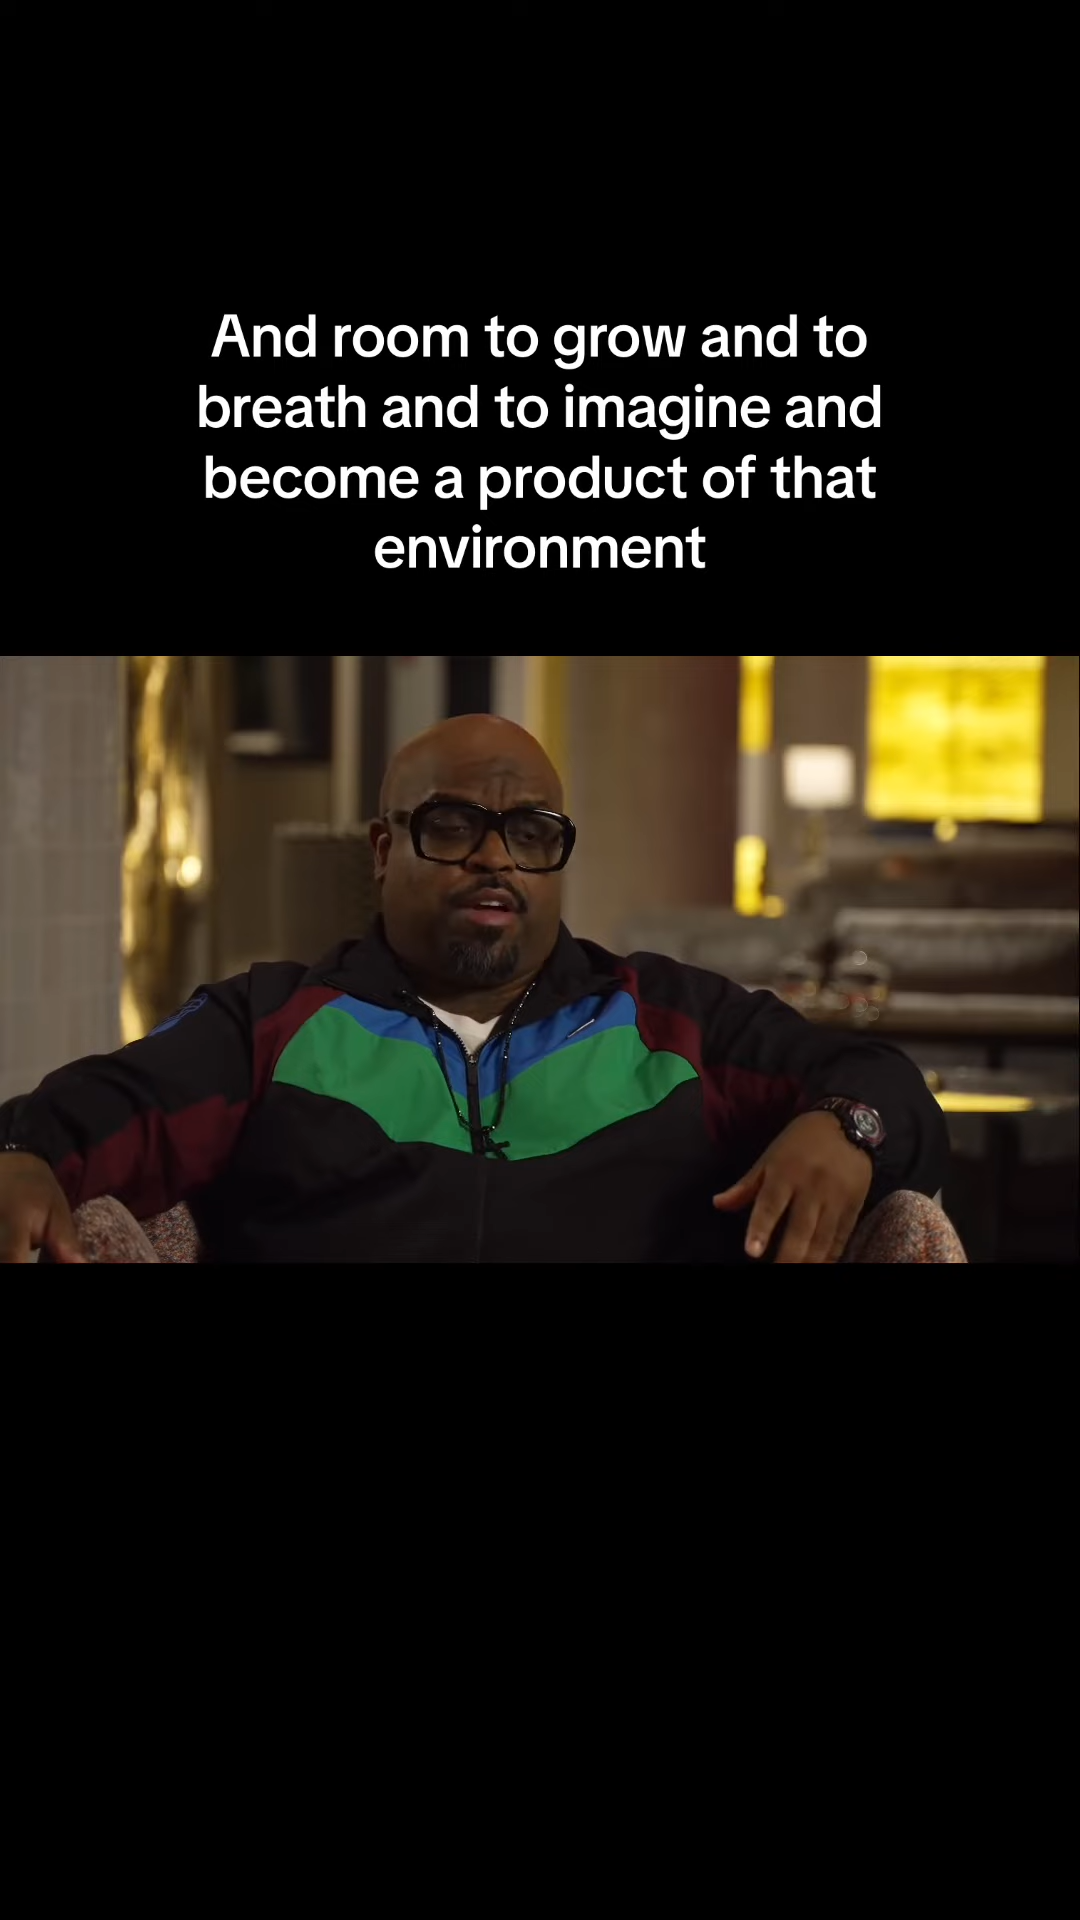 And room to grow and to
breath and to imagine and
become a product of that
environment